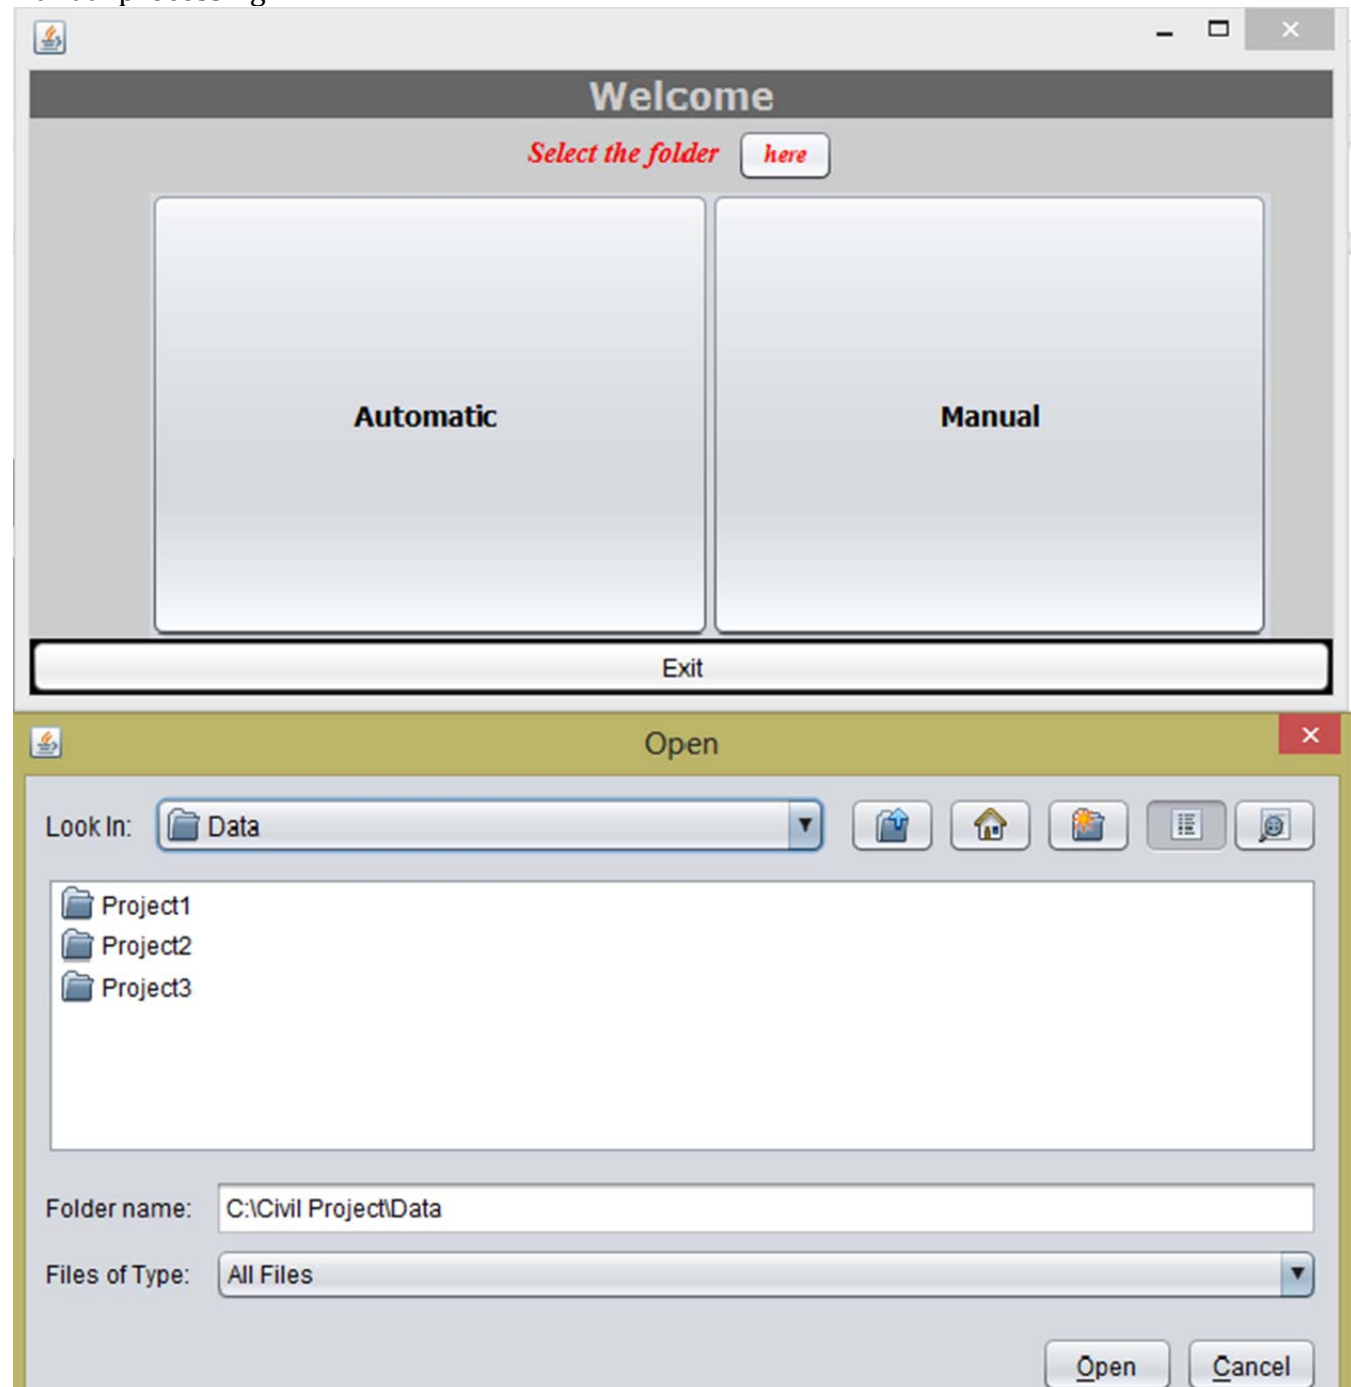 processing
Welcome
Select the folder here
Automatic Manual
Exit
Open
Look In: Data
Project1
Project2
Project3
Folder name: C:\Civil Project\Data
Files of Type: All Files
Open Cancel